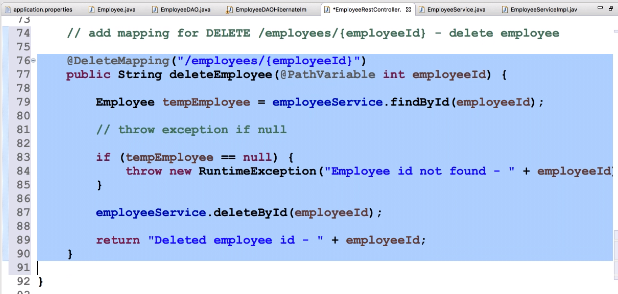 application.properties Employee.java EmployeeDAO.java EmployeeDAOHibernateIm *EmployeeRestController. EmployeeService.java EmployeeServiceImpl.jav
73
74 // add mapping for DELETE /employees/{employeeId} - delete employee
75
76 @DeleteMapping("/employees/{employeeId}")
77 public String deleteEmployee(@PathVariable int employeeId) {
78
79 Employee tempEmployee = employeeService.findById(employeeId);
80
81 // throw exception if null
82
83 if (tempEmployee == null) {
84 throw new RuntimeException("Employee id not found - " + employeeId
85 }
86
87 employeeService.deleteById(employeeId);
88
89 return "Deleted employee id - " + employeeId;
90 }
91
92 }